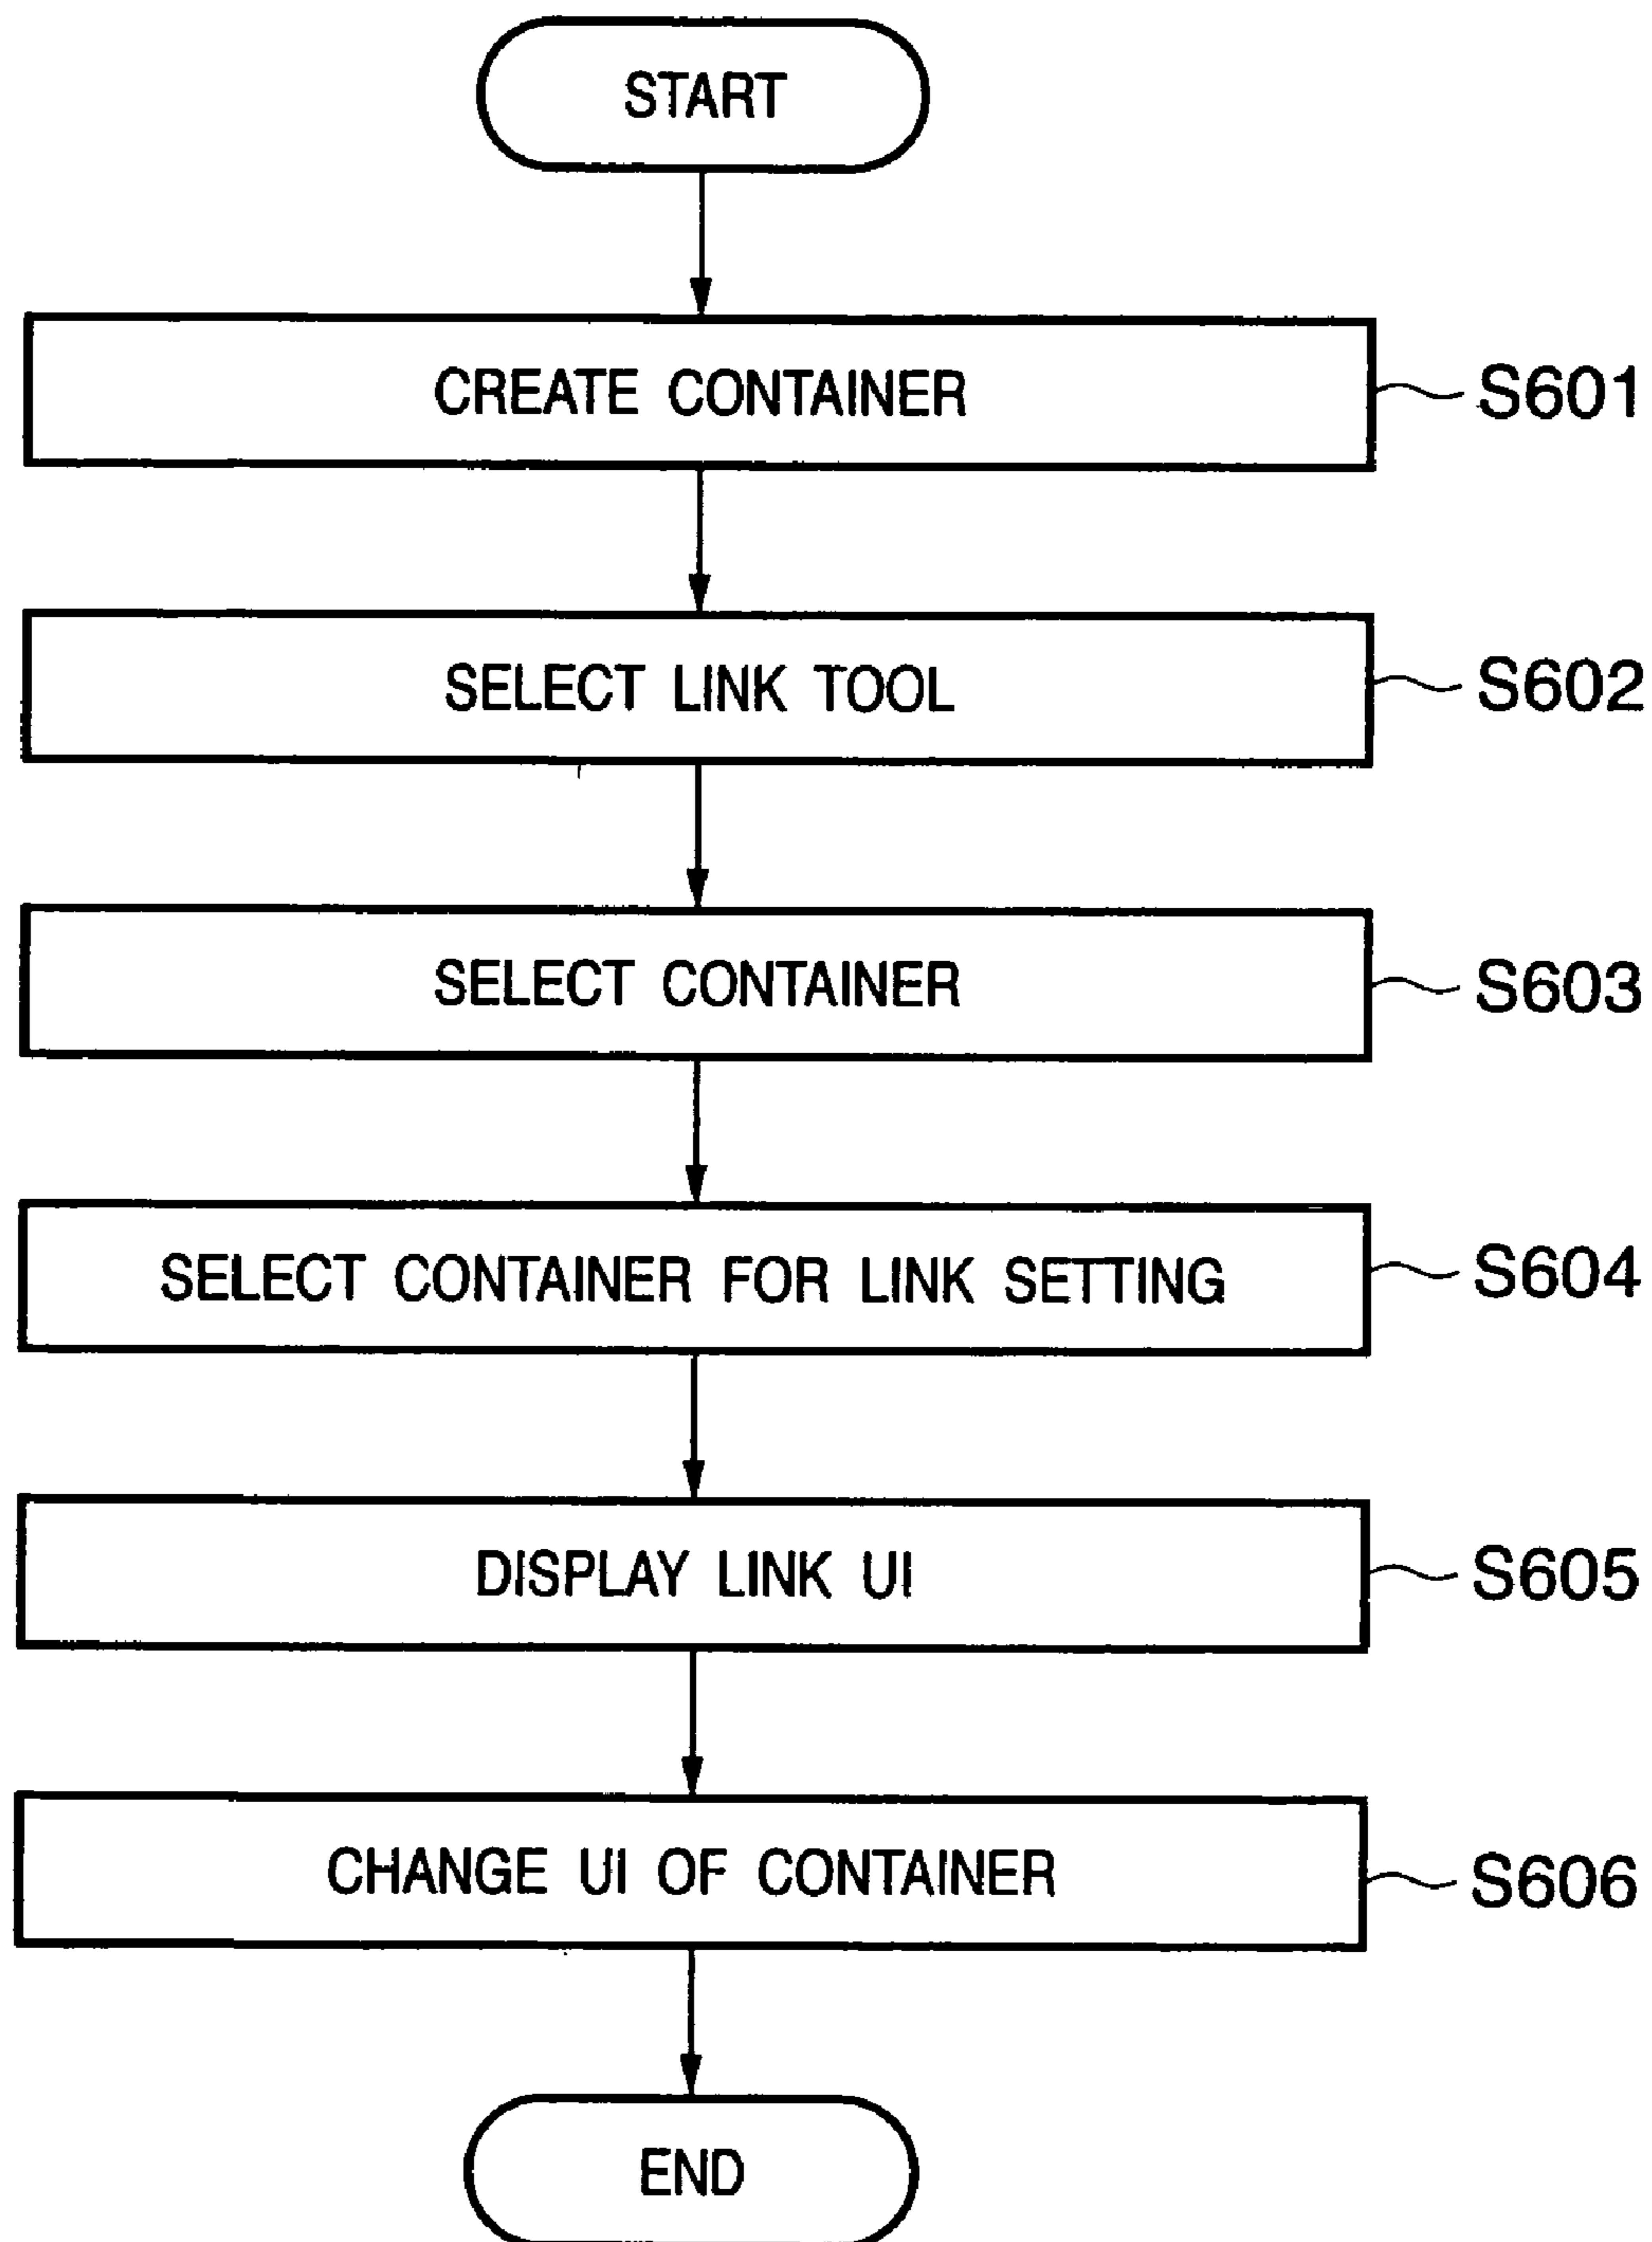 START
CREATE CONTAINER S601
SELECT LINK TOOL S602
SELECT CONTAINER S603
SELECT CONTAINER FOR LINK SETTING S604
DISPLAY LINK UI S605
CHANGE UI OF CONTAINER S606
END